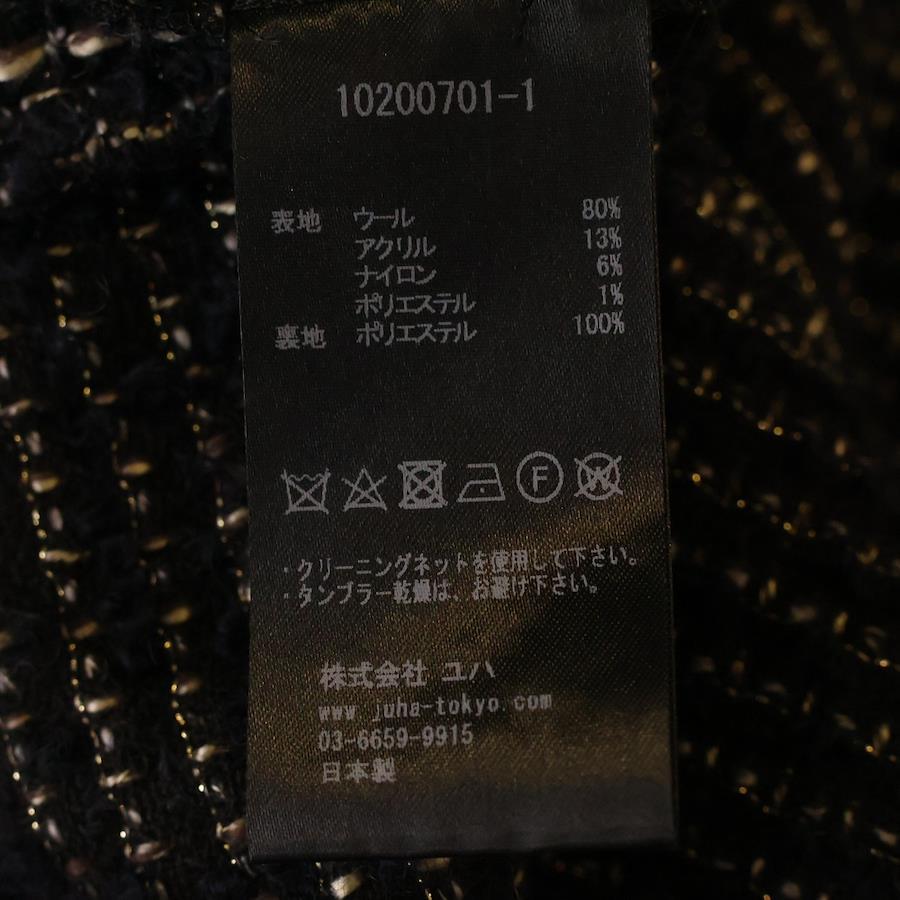 10200701-1
表地 ウール 80%
アクリル 13%
ナイロン 6%
ポリエステル 1%
裏地 ポリエステル 100%
F
W
・クリーニングネットを使用して下さい。
・タンブラー乾燥は、お避け下さい。
株式会社 ユハ
www.juha-tokyo.com
03-6659-9915
日本製